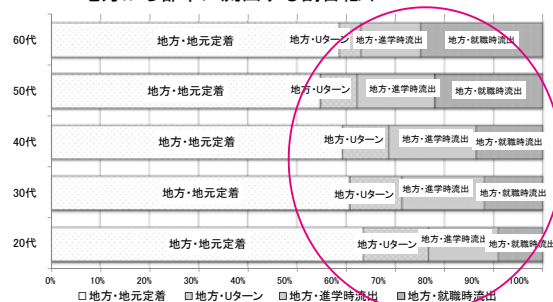 60代 地方・地元定着 地方・Uターン 地方・進学時流出 地方・就職時流出
50代 地方・地元定着 地方・Uターン 地方・進学時流出 地方・就職時流出
40代 地方・地元定着 地方・Uターン 地方・進学時流出 地方・就職時流出
30代 地方・地元定着 地方・Uターン 地方・進学時流出 地方・就職時流出
20代 地方・地元定着 地方・Uターン 地方・進学時流出 地方・就職時流出
0% 10% 20% 30% 40% 50% 60% 70% 80% 90% 100%
□地方・地元定着 □地方・Uターン □地方・進学時流出 ■地方・就職時流出